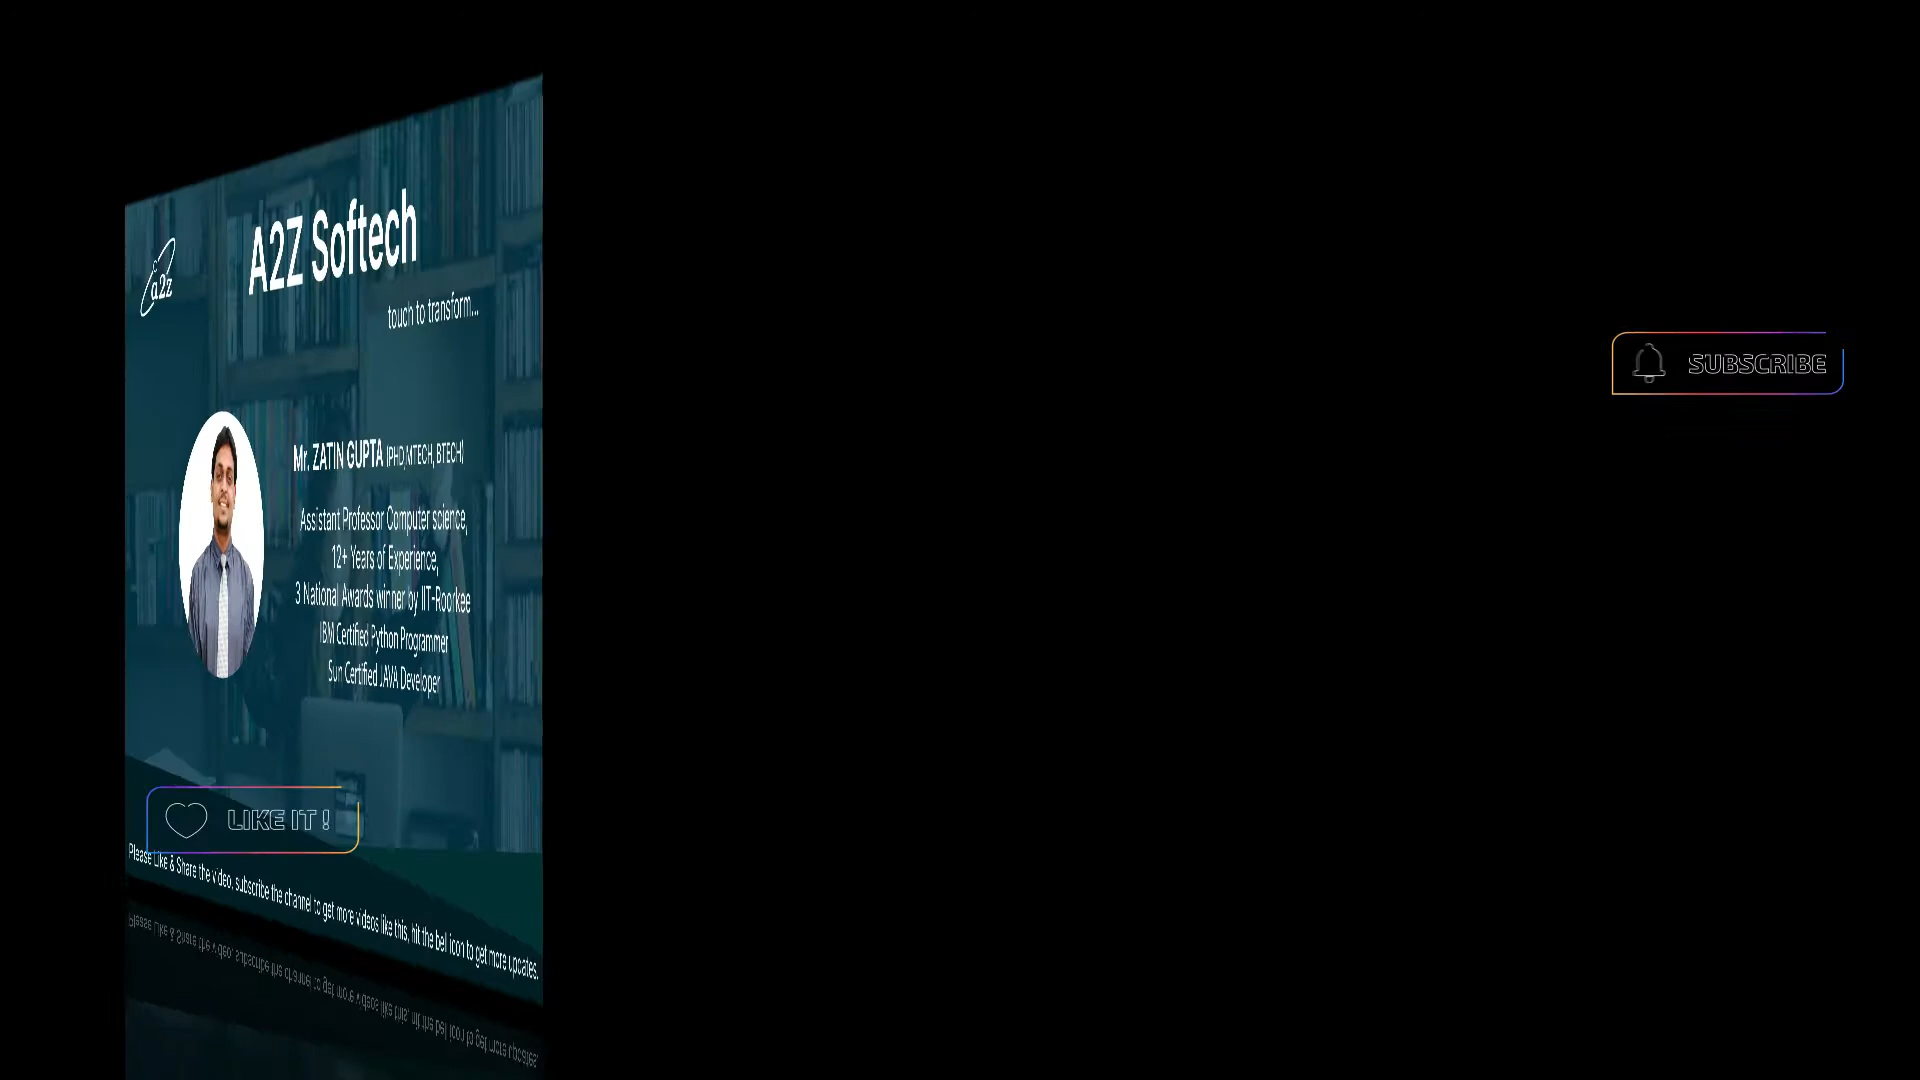 A2Z Softech
a2z
touch to transform...
SUBSCRIBE
Mr. ZATIN GUPTA (PHD,MTECH, BTECH)
Assistant Professor Computer science,
12+ Years of Experience,
3 National Awards winner by IIT-Roorkee
IBM Certified Python Programmer
Sun Certified JAVA Developer
LIKE IT !
Please Like & Share the video, subscribe the channel to get more videos like this, hit the bell icon to get more updates.